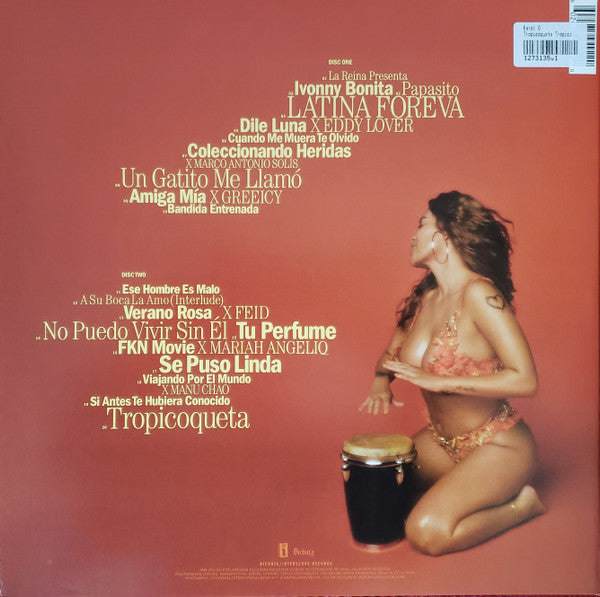 Karol G
Tropicoqueta Tropico...
1273135v1
DISC ONE
La Reina Presenta
Ivonny Bonita Papasito
LATINA FOREVA
Dile Luna X EDDY LOVER
Cuando Me Muera Te Olvido
Coleccionando Heridas
X MARCO ANTONIO SOLIS
Un Gatito Me Llamó
Amiga Mía X GREEICY
Bandida Entrenada
DISC TWO
Ese Hombre Es Malo
A Su Boca La Amo (Interlude)
Verano Rosa X FEID
No Puedo Vivir Sin Él Tu Perfume
FKN Movie X MARIAH ANGELIQ
Se Puso Linda
Viajando Por El Mundo
X MANU CHAO
Si Antes Te Hubiera Conocido
20 Tropicoqueta
Bichota
BICHOTA/INTERSCOPE RECORDS